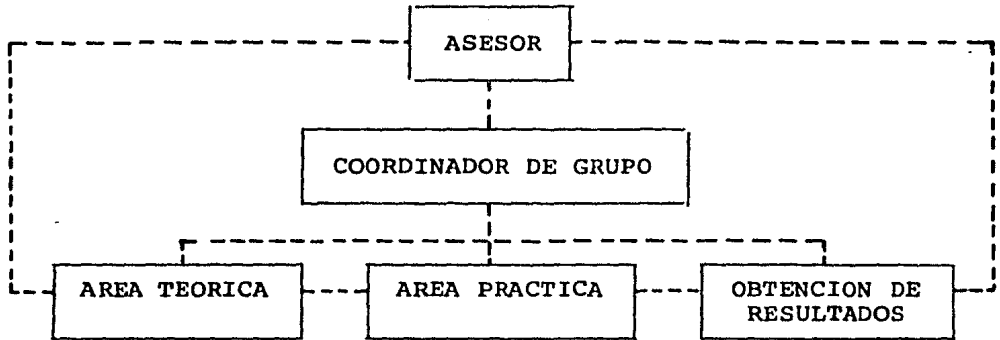 ASESOR
COORDINADOR DE GRUPO
AREA TEORICA
AREA PRACTICA
OBTENCION DE
RESULTADOS